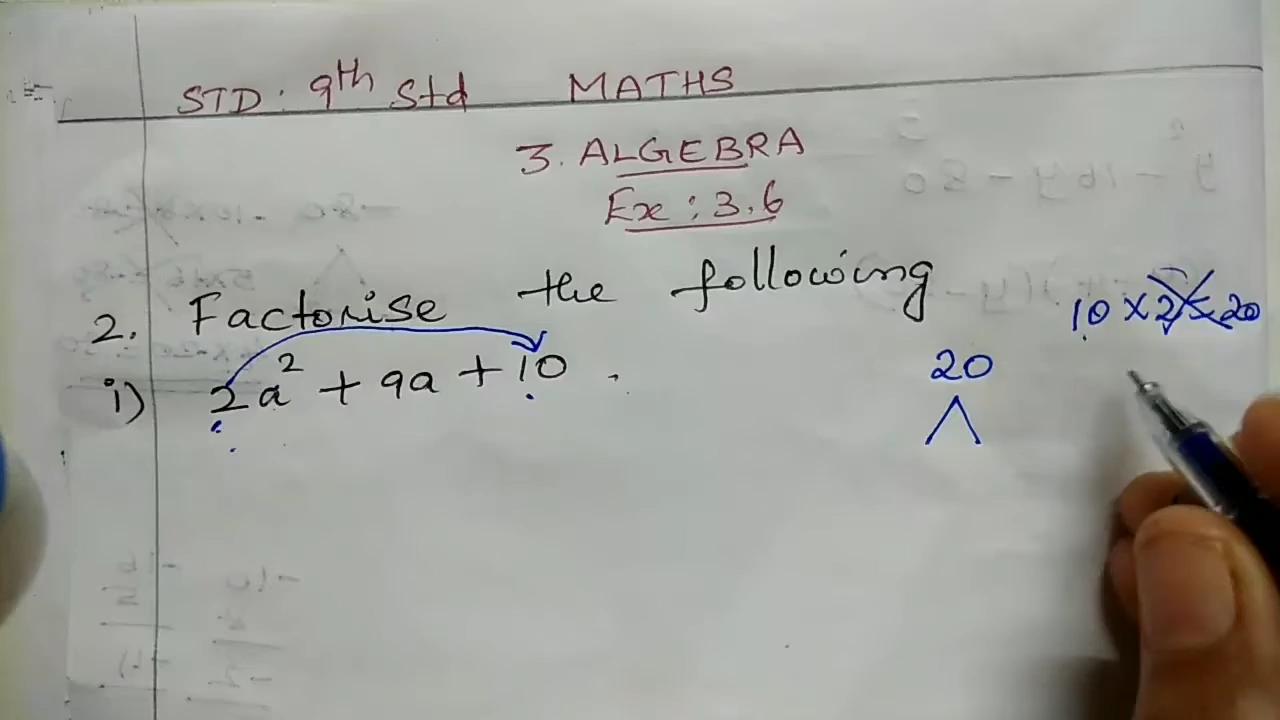 STD: 9th Std MATHS
3. ALGEBRA
Ex: 3.6
2. Factorise the following
i) 2a² + 9a + 10.
20
10 × 2 = 20